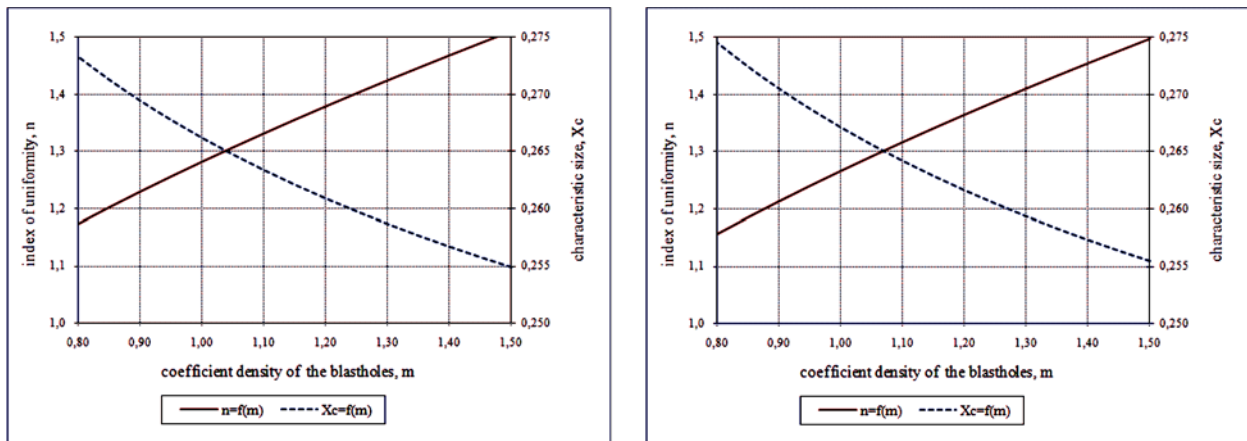 1,5
1,4
1,3
1,2
1,1
1,0
index of uniformity, n
0,275
0,270
0,265
0,260
0,255
0,250
characteristic size, Xc
0,80 0,90 1,00 1,10 1,20 1,30 1,40 1,50
coefficient density of the blastholes, m
n=f(m) Xc=f(m)
1,5
1,4
1,3
1,2
1,1
1,0
index of uniformity, n
0,275
0,270
0,265
0,260
0,255
0,250
characteristic size, Xc
0,80 0,90 1,00 1,10 1,20 1,30 1,40 1,50
coefficient density of the blastholes, m
n=f(m) Xc=f(m)